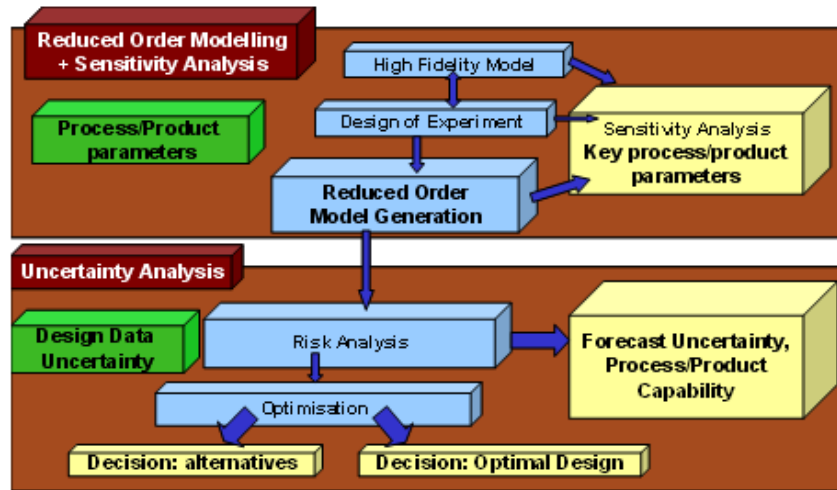 Reduced Order Modelling
+ Sensitivity Analysis
High Fidelity Model
Process/Product
parameters
Design of Experiment
Sensitivity Analysis
Key process/product
parameters
Reduced Order
Model Generation
Uncertainty Analysis
Design Data
Uncertainty
Risk Analysis
Forecast Uncertainty,
Process/Product
Capability
Optimisation
Decision: alternatives
Decision: Optimal Design